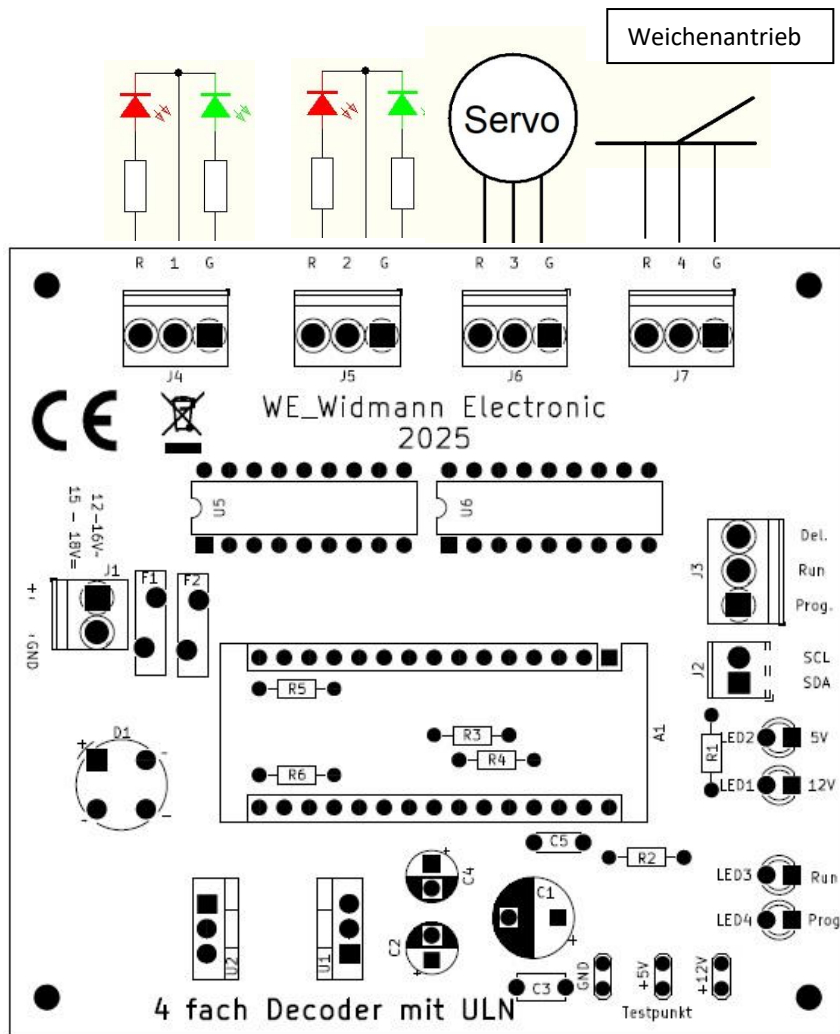 Weichenantrieb
Servo
R 1 G R 2 G R 3 G R 4 G
J4 J5 J6 J7
CE WE_Widmann Electronic
2025
U5 U6
12-16V~
15 - 18V=
J1 F1 F2
+~
~GND
J3
Del.
Run
Prog.
J2
SCL
SDA
R5
R3
R4
R6
A1
D1
+ -
- ~
R1
LED2 5V
LED1 12V
C5
R2
C4
C2
C1
+
+
+
LED3 Run
LED4 Prog
U2 U1
C3
GND +5V +12V
Testpunkt
4 fach Decoder mit ULN